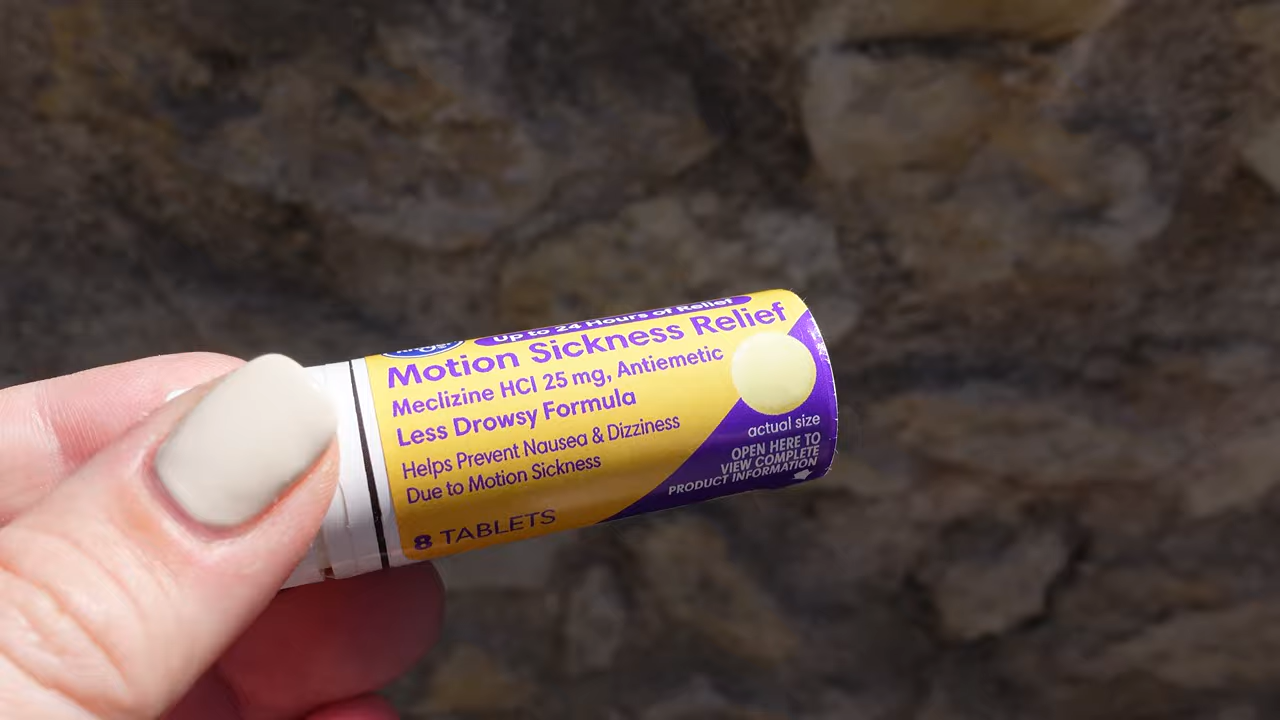 Up to 24 Hours of Relief
Motion Sickness Relief
Meclizine HCl 25 mg, Antiemetic
Less Drowsy Formula
Helps Prevent Nausea & Dizziness
Due to Motion Sickness
8 TABLETS
actual size
OPEN HERE TO
VIEW COMPLETE
PRODUCT INFORMATION